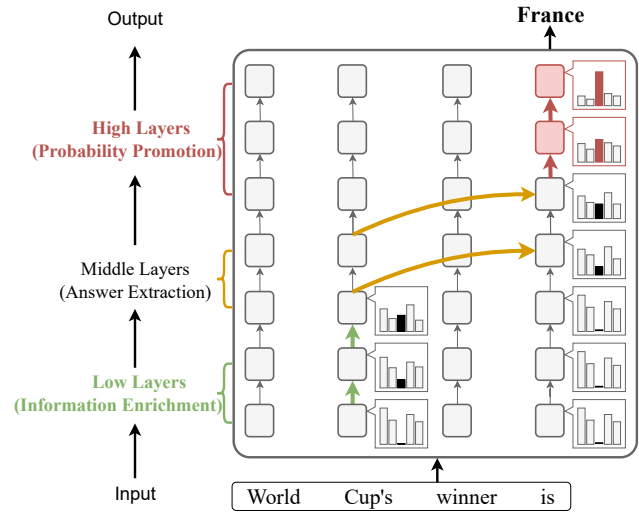 Output
France
High Layers
(Probability Promotion)
Middle Layers
(Answer Extraction)
Low Layers
(Information Enrichment)
Input
World Cup's winner is